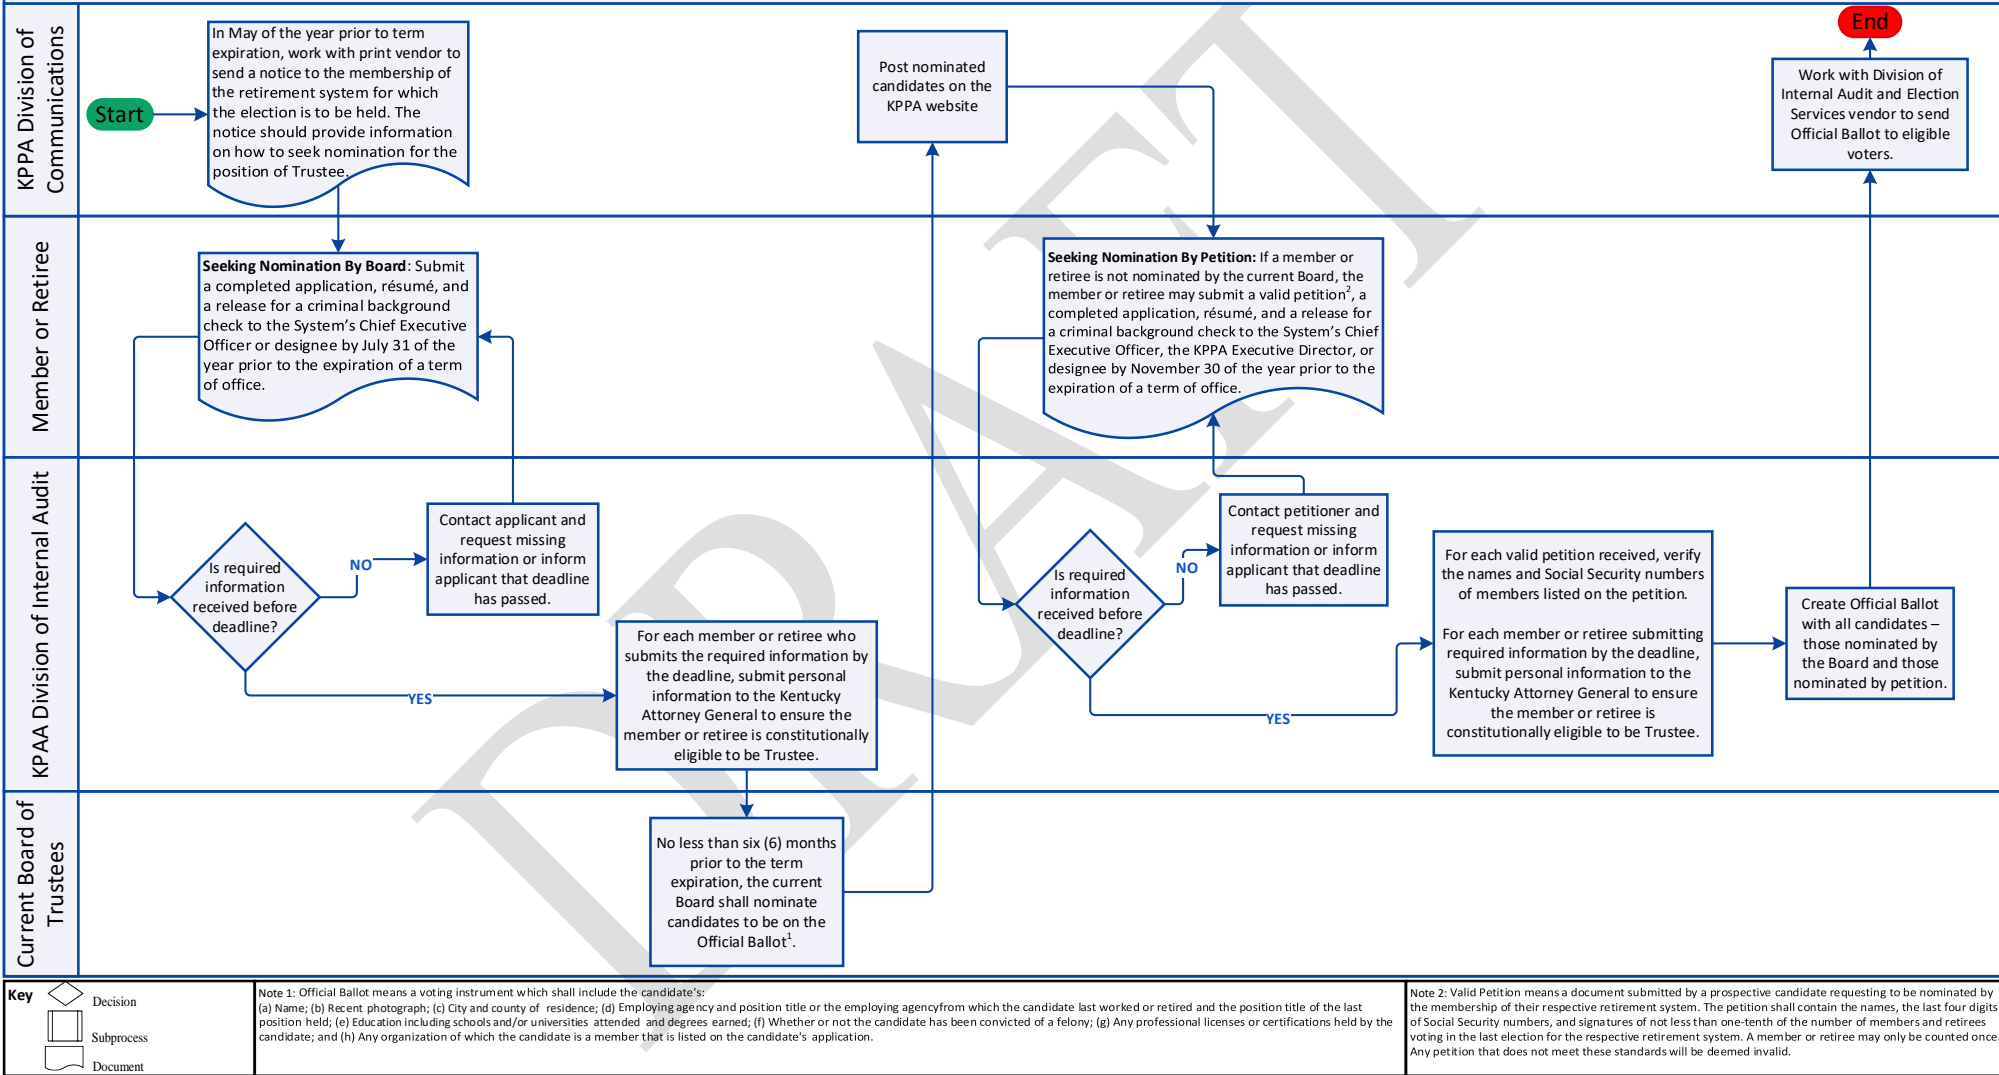 KPPA Division of
Communications
Start
In May of the year prior to term
expiration, work with print vendor to
send a notice to the membership of
the retirement system for which
the election is to be held. The
notice should provide information
on how to seek nomination for the
position of Trustee.
Post nominated
candidates on the
KPPA website
End
Work with Division of
Internal Audit and Election
Services vendor to send
Official Ballot to eligible
voters.
Member or Retiree
Seeking Nomination By Board: Submit
a completed application, résumé, and
a release for a criminal background
check to the System's Chief Executive
Officer or designee by July 31 of the
year prior to the expiration of a term
of office.
Seeking Nomination By Petition: If a member or
retiree is not nominated by the current Board, the
member or retiree may submit a valid petition2, a
completed application, résumé, and a release for
a criminal background check to the System's Chief
Executive Officer, the KPPA Executive Director, or
designee by November 30 of the year prior to the
expiration of a term of office.
KPAA Division of Internal Audit
Is required
information
received before
deadline?
NO
Contact applicant and
request missing
information or inform
applicant that deadline
has passed.
YES
For each member or retiree who
submits the required information by
the deadline, submit personal
information to the Kentucky
Attorney General to ensure the
member or retiree is constitutionally
eligible to be Trustee.
Is required
information
received before
deadline?
NO
Contact petitioner and
request missing
information or inform
applicant that deadline
has passed.
YES
For each valid petition received, verify
the names and Social Security numbers
of members listed on the petition.
For each member or retiree submitting
required information by the deadline,
submit personal information to the
Kentucky Attorney General to ensure
the member or retiree is
constitutionally eligible to be Trustee.
Create Official Ballot
with all candidates –
those nominated by
the Board and those
nominated by petition.
Current Board of
Trustees
No less than six (6) months
prior to the term
expiration, the current
Board shall nominate
candidates to be on the
Official Ballot1.
DRAFT
Key
Decision
Subprocess
Document
Note 1: Official Ballot means a voting instrument which shall include the candidate's:
(a) Name; (b) Recent photograph; (c) City and county of residence; (d) Employing agency and position title or the employing agencyfrom which the candidate last worked or retired and the position title of the last
position held; (e) Education including schools and/or universities attended and degrees earned; (f) Whether or not the candidate has been convicted of a felony; (g) Any professional licenses or certifications held by the
candidate; and (h) Any organization of which the candidate is a member that is listed on the candidate's application.
Note 2: Valid Petition means a document submitted by a prospective candidate requesting to be nominated by
the membership of their respective retirement system. The petition shall contain the names, the last four digits
of Social Security numbers, and signatures of not less than one-tenth of the number of members and retirees
voting in the last election for the respective retirement system. A member or retiree may only be counted once.
Any petition that does not meet these standards will be deemed invalid.